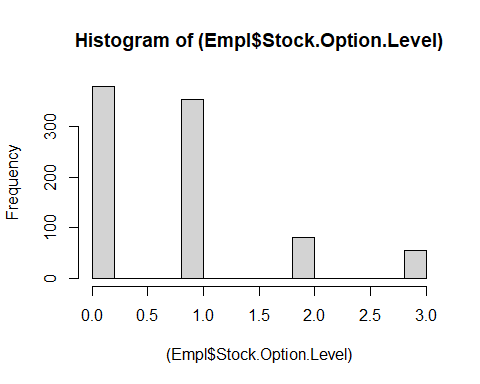 Histogram of (Empl$Stock.Option.Level)
Frequency
300
200
100
0
0.0 0.5 1.0 1.5 2.0 2.5 3.0
(Empl$Stock.Option.Level)